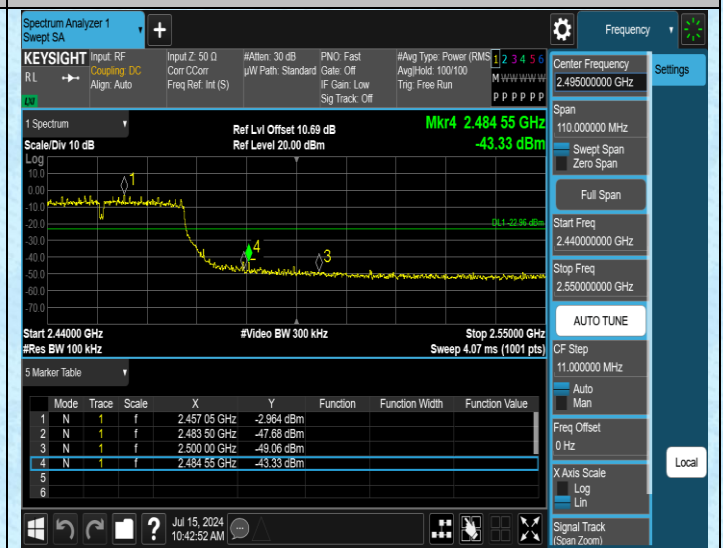 Spectrum Analyzer 1
Swept SA
+
Frequency
KEYSIGHT
RL
LNI
Input: RF
Coupling: DC
Align: Auto
Input Z: 50 Ω
Corr CCorr
Freq Ref: Int (S)
#Atten: 30 dB
µW Path: Standard
PNO: Fast
Gate: Off
IF Gain: Low
Sig Track: Off
#Avg Type: Power (RMS
Avg|Hold: 100/100
Trig: Free Run
1 2 3 4 5 6
M W W W W W
P P P P P P
1 Spectrum
Scale/Div 10 dB
Log
Ref Lvl Offset 10.69 dB
Ref Level 20.00 dBm
Mkr4 2.484 55 GHz
-43.33 dBm
10.0
0.00
-10.0
-20.0
-30.0
-40.0
-50.0
-60.0
-70.0
1
4
3
DL1 -22.96 dBm
Start 2.44000 GHz
#Res BW 100 kHz
#Video BW 300 kHz
Stop 2.55000 GHz
Sweep 4.07 ms (1001 pts)
5 Marker Table
Mode Trace Scale X Y Function Function Width Function Value
1 N 1 f 2.457 05 GHz -2.964 dBm
2 N 1 f 2.483 50 GHz -47.68 dBm
3 N 1 f 2.500 00 GHz -49.06 dBm
4 N 1 f 2.484 55 GHz -43.33 dBm
5
6
?
Jul 15, 2024
10:42:52 AM
Center Frequency
2.495000000 GHz
Span
110.000000 MHz
Swept Span
Zero Span
Full Span
Start Freq
2.440000000 GHz
Stop Freq
2.550000000 GHz
AUTO TUNE
CF Step
11.000000 MHz
Auto
Man
Freq Offset
0 Hz
X Axis Scale
Log
Lin
Signal Track
(Span Zoom)
Settings
Local